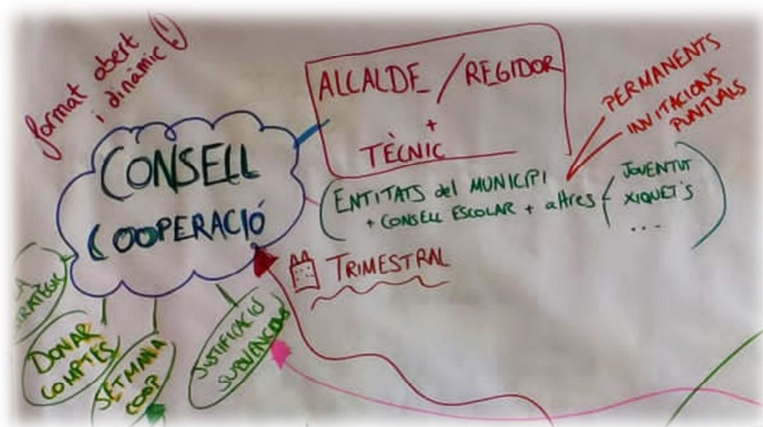 format obert
i dinàmic
CONSELL
COOPERACIÓ
ALCALDE / REGIDOR
+
TÈCNIC
PERMANENTS
INVITACIONS
PUNTUALS
ENTITATS del MUNICIPI
+ CONSELL ESCOLAR + altres
JOVENTUT
XIQUET'S
...
TRIMESTRAL
DONAR
COMPTES
SETMANA
COOP
JUSTIFICACIÓ
SUBVENCIONS